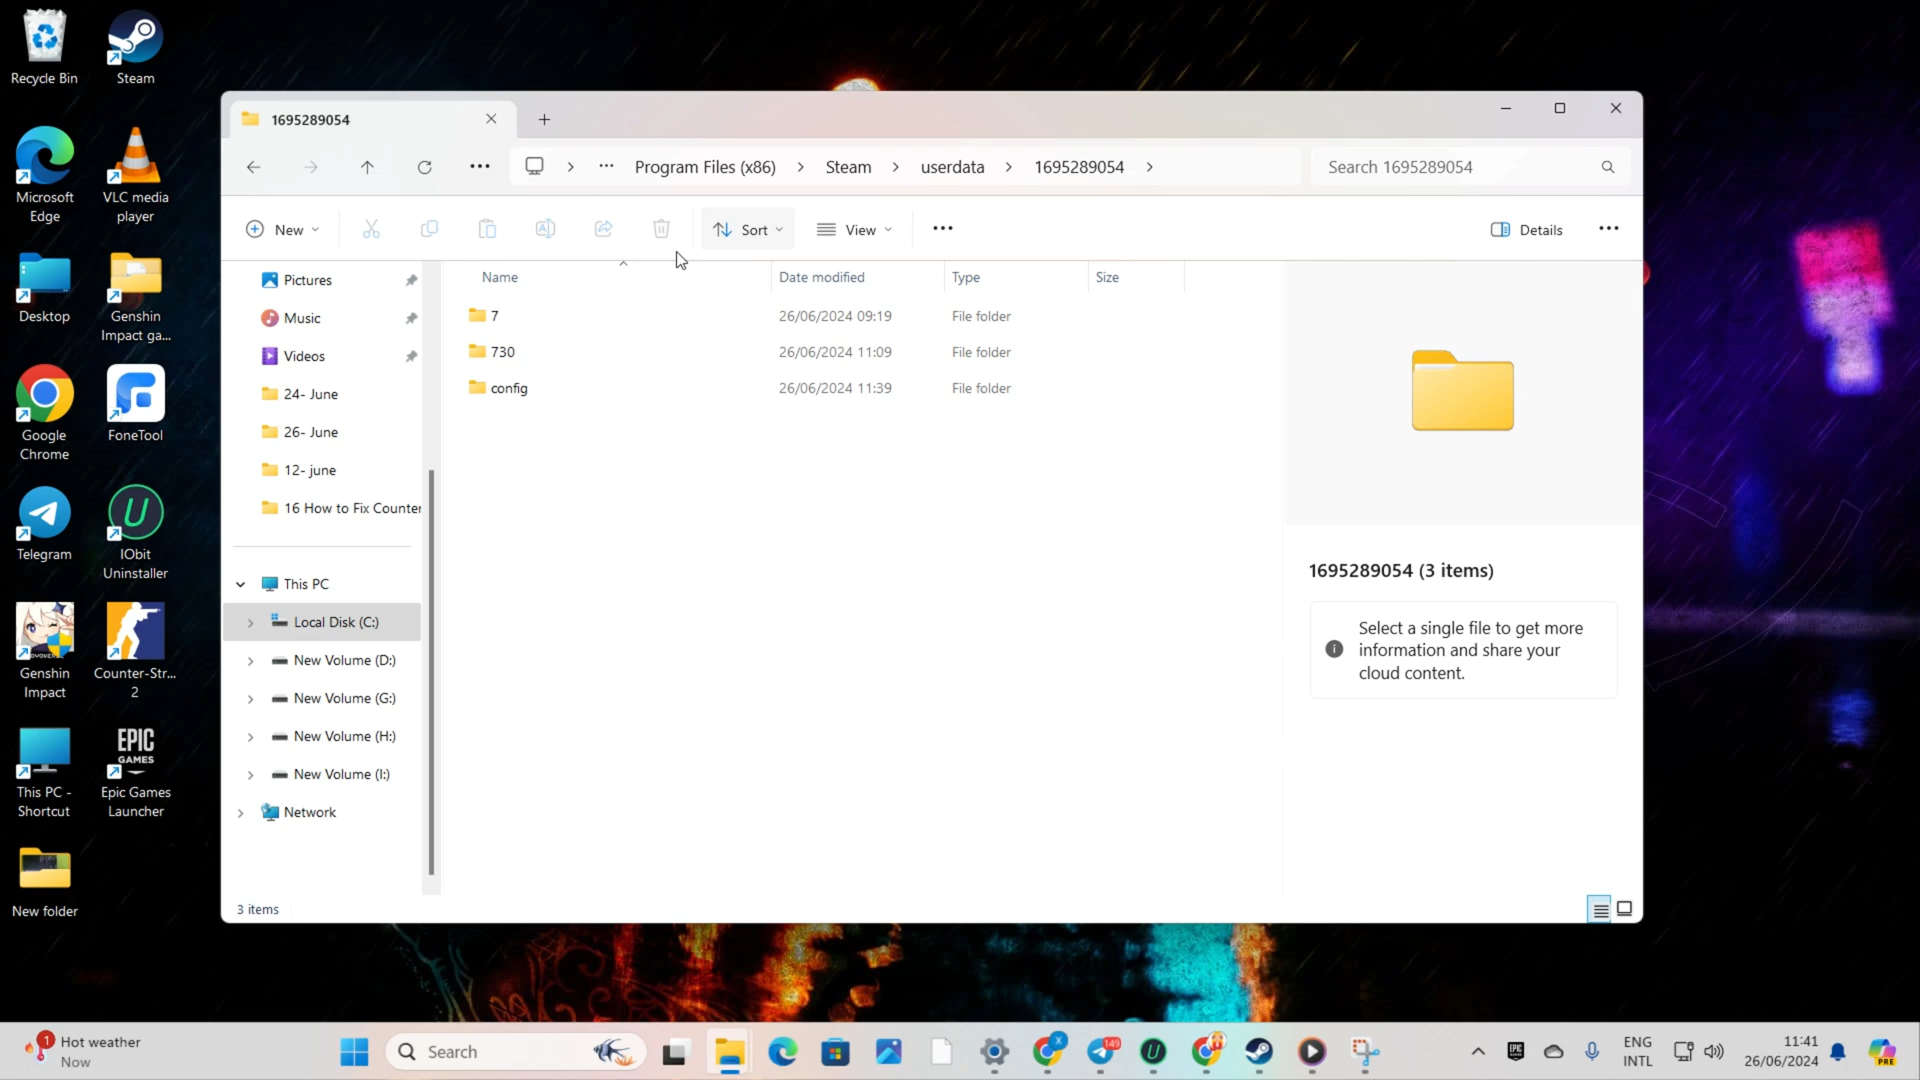 Recycle Bin
Steam
Microsoft
Edge
VLC media
player
Desktop
Genshin
Impact ga...
Google
Chrome
FoneTool
Telegram
IObit
Uninstaller
Genshin
Impact
Counter-Str...
2
This PC -
Shortcut
EPIC
GAMES
Epic Games
Launcher
New folder
1695289054
Program Files (x86)
Steam
userdata
1695289054
Search 1695289054
New
Sort
View
Details
Pictures
Music
Videos
24- June
26- June
12- june
16 How to Fix Counter
This PC
Local Disk (C:)
New Volume (D:)
New Volume (G:)
New Volume (H:)
New Volume (I:)
Network
3 items
Name Date modified Type Size
7 26/06/2024 09:19 File folder
730 26/06/2024 11:09 File folder
config 26/06/2024 11:39 File folder
1695289054 (3 items)
Select a single file to get more
information and share your
cloud content.
1
Hot weather
Now
Search
X
149
EPIC
ENG
INTL
11:41
26/06/2024
PRE